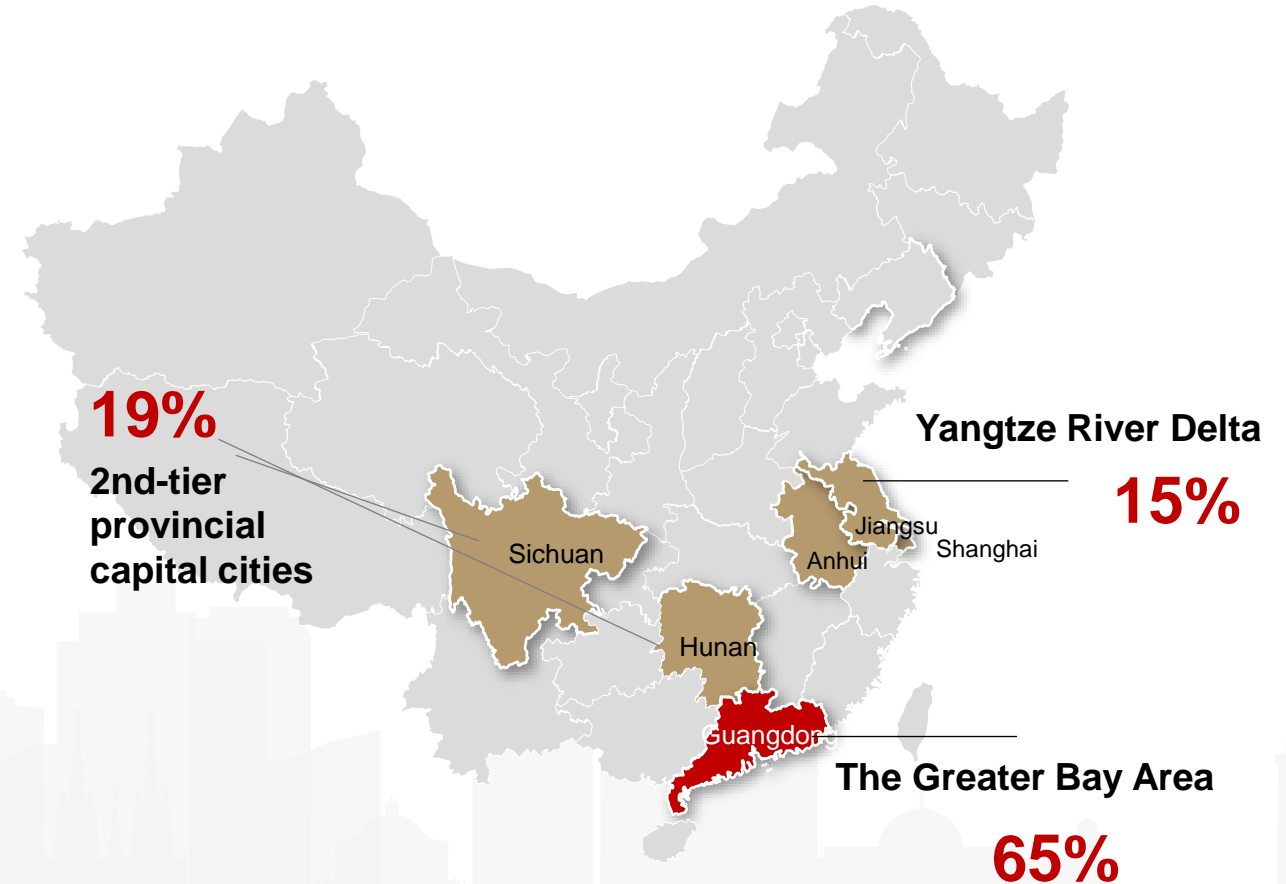 19%
2nd-tier
provincial
capital cities
Yangtze River Delta
15%
Jiangsu
Shanghai
Anhui
Sichuan
Hunan
Guangdong
The Greater Bay Area
65%